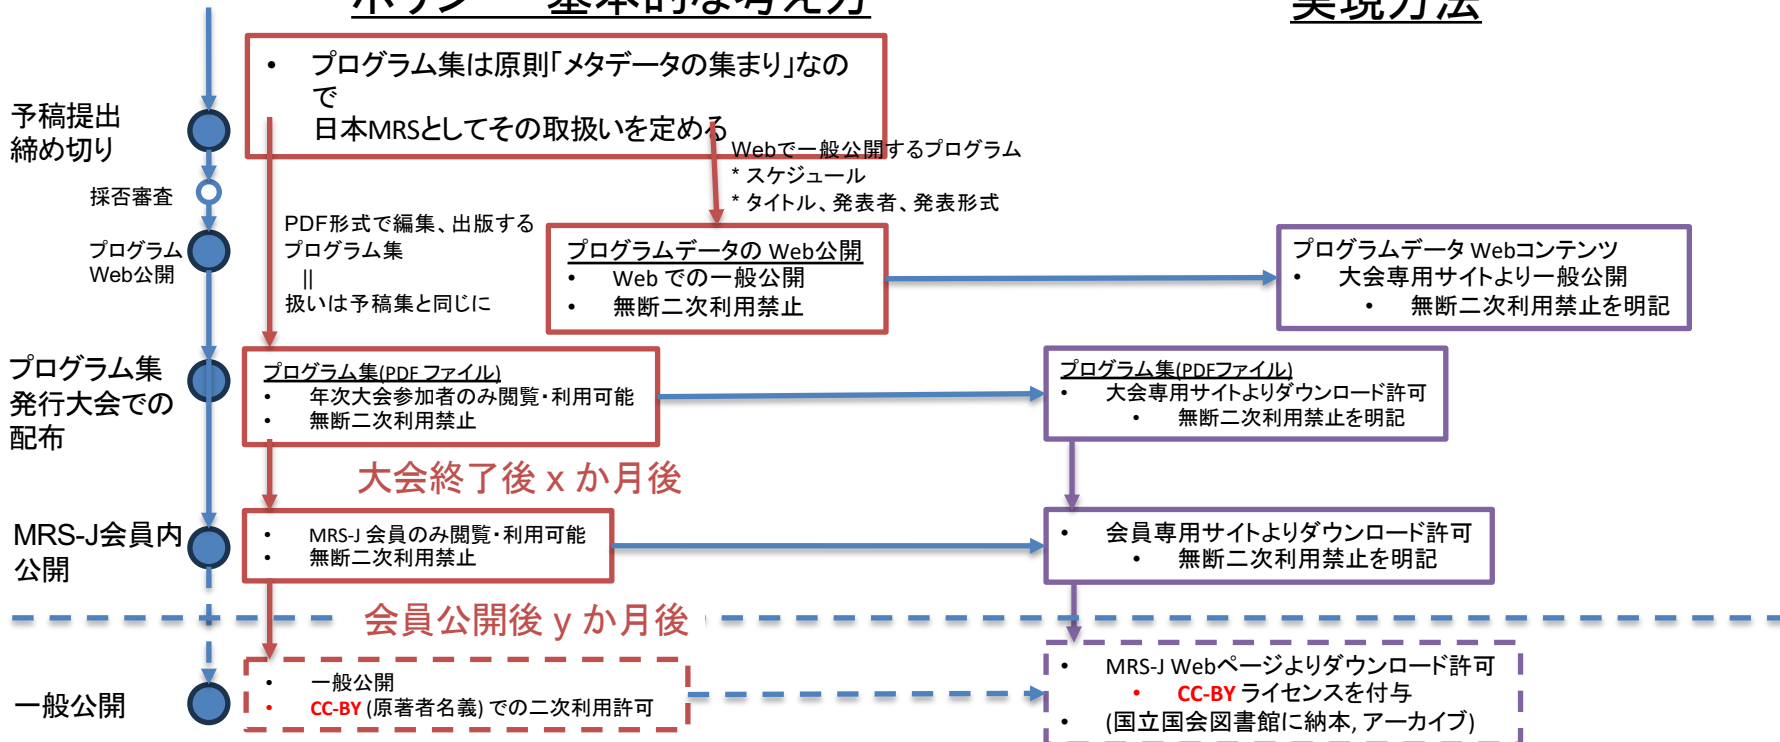 基本的な考え方
実現方法
• プログラム集は原則「メタデータの集まり」なの
で
日本MRSとしてその取扱いを定める
予稿提出
締め切り
採否審査
プログラム
Web公開
Webで一般公開するプログラム
* スケジュール
* タイトル、発表者、発表形式
PDF形式で編集、出版する
プログラム集
||
扱いは予稿集と同じに
プログラムデータの Web公開
• Web での一般公開
• 無断二次利用禁止
プログラムデータ Webコンテンツ
• 大会専用サイトより一般公開
• 無断二次利用禁止を明記
プログラム集
発行大会での
配布
プログラム集(PDF ファイル)
• 年次大会参加者のみ閲覧・利用可能
• 無断二次利用禁止
プログラム集(PDFファイル)
• 大会専用サイトよりダウンロード許可
• 無断二次利用禁止を明記
大会終了後 x か月後
MRS-J会員内
公開
• MRS-J 会員のみ閲覧・利用可能
• 無断二次利用禁止
• 会員専用サイトよりダウンロード許可
• 無断二次利用禁止を明記
会員公開後 y か月後
一般公開
• 一般公開
• CC-BY (原著者名義) での二次利用許可
• MRS-J Webページよりダウンロード許可
• CC-BY ライセンスを付与
• (国立国会図書館に納本, アーカイブ)